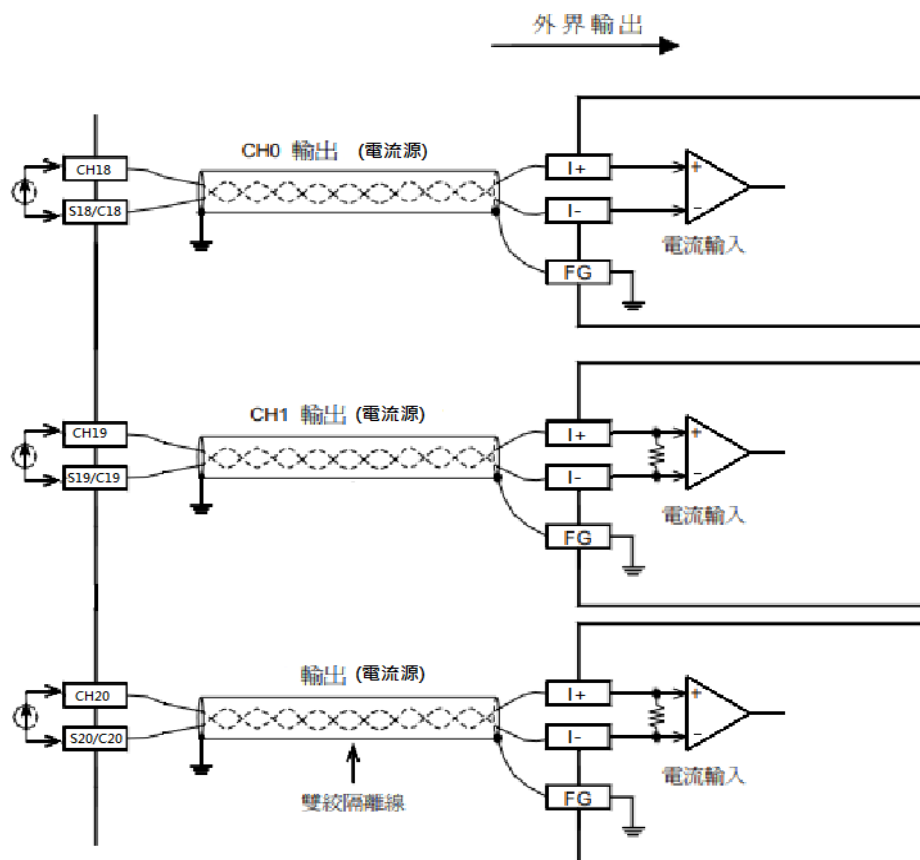 外界輸出
CH0 輸出 (電流源)
CH18
S18/C18
I+
I-
FG
+
−
電流輸入
CH1 輸出 (電流源)
CH19
S19/C19
I+
I-
FG
+
−
電流輸入
輸出 (電流源)
CH20
S20/C20
I+
I-
FG
+
−
電流輸入
雙絞隔離線